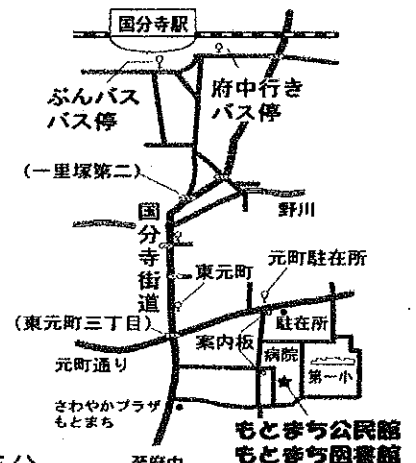 国分寺駅
ぶんバス
バス停
府中行き
バス停
(一里塚第二)
野川
国分寺街道
元町駐在所
東元町
(東元町三丁目)
駐在所
案内板
病院
第一小
元町通り
さわやかプラザ
もとまち
もとまち公民館
もとまち図書館